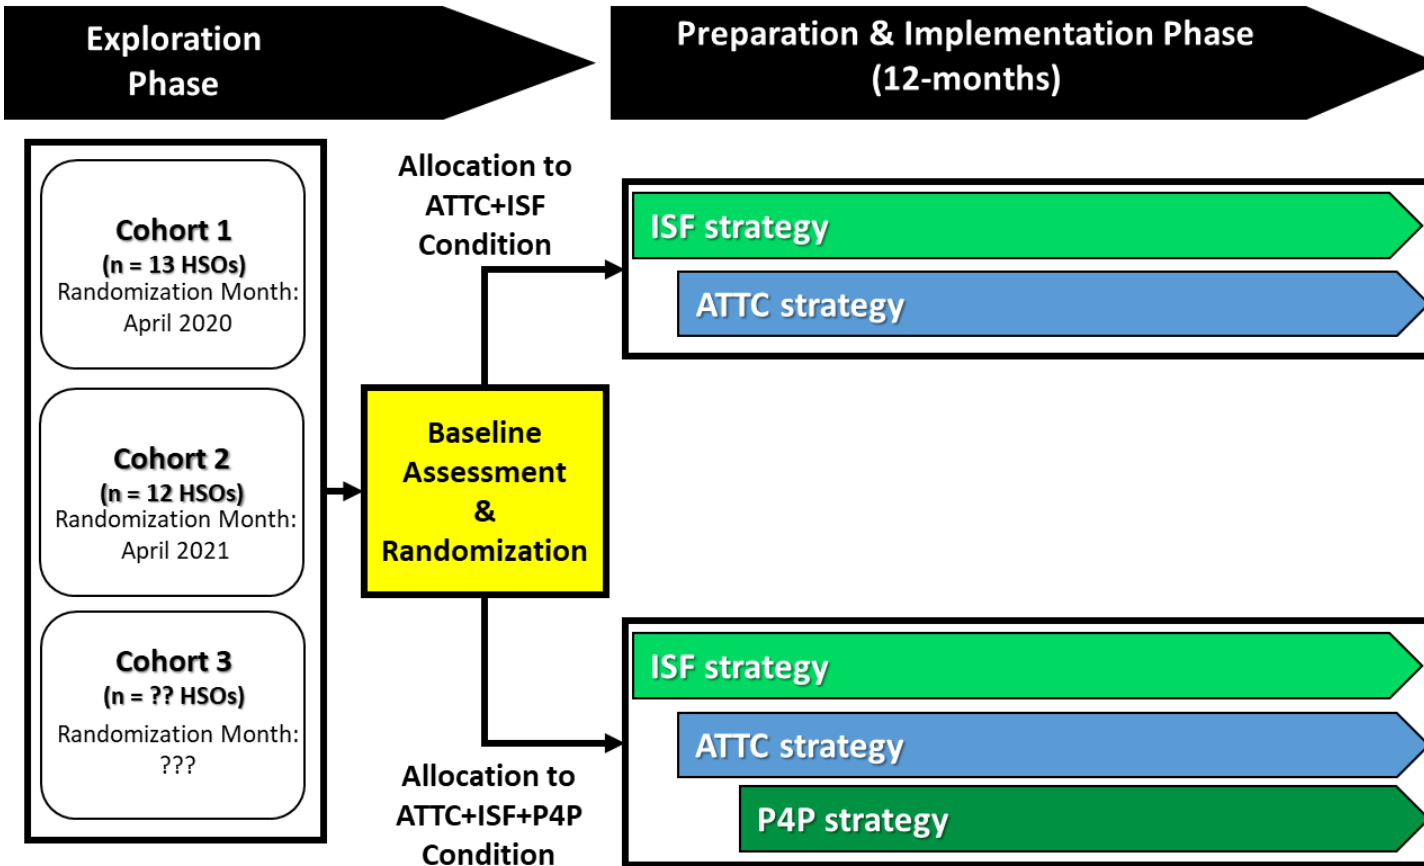 Exploration
Phase
Preparation & Implementation Phase
(12-months)
Cohort 1
(n = 13 HSOs)
Randomization Month:
April 2020
Cohort 2
(n = 12 HSOs)
Randomization Month:
April 2021
Cohort 3
(n = ?? HSOs)
Randomization Month:
???
Baseline
Assessment
&
Randomization
Allocation to
ATTC+ISF
Condition
ISF strategy
ATTC strategy
Allocation to
ATTC+ISF+P4P
Condition
ISF strategy
ATTC strategy
P4P strategy